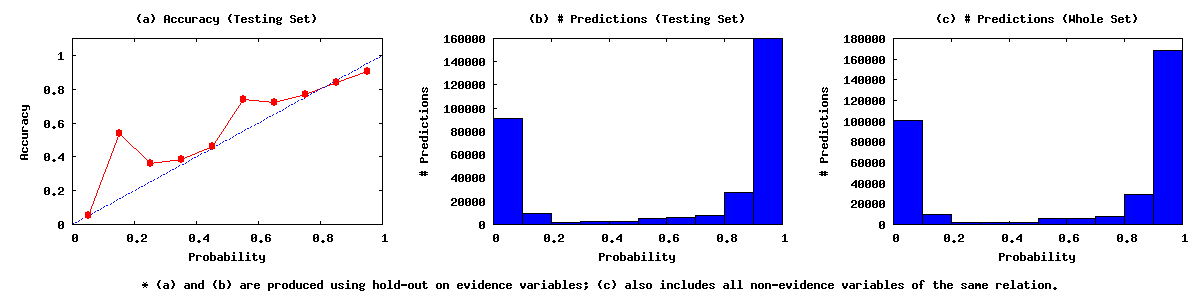 (a) Accuracy (Testing Set)
(b) # Predictions (Testing Set)
(c) # Predictions (Whole Set)
Accuracy
1
0.8
0.6
0.4
0.2
0
0 0.2 0.4 0.6 0.8 1
Probability
# Predictions
160000
140000
120000
100000
80000
60000
40000
20000
0
0 0.2 0.4 0.6 0.8 1
Probability
# Predictions
180000
160000
140000
120000
100000
80000
60000
40000
20000
0
0 0.2 0.4 0.6 0.8 1
Probability
* (a) and (b) are produced using hold-out on evidence variables; (c) also includes all non-evidence variables of the same relation.